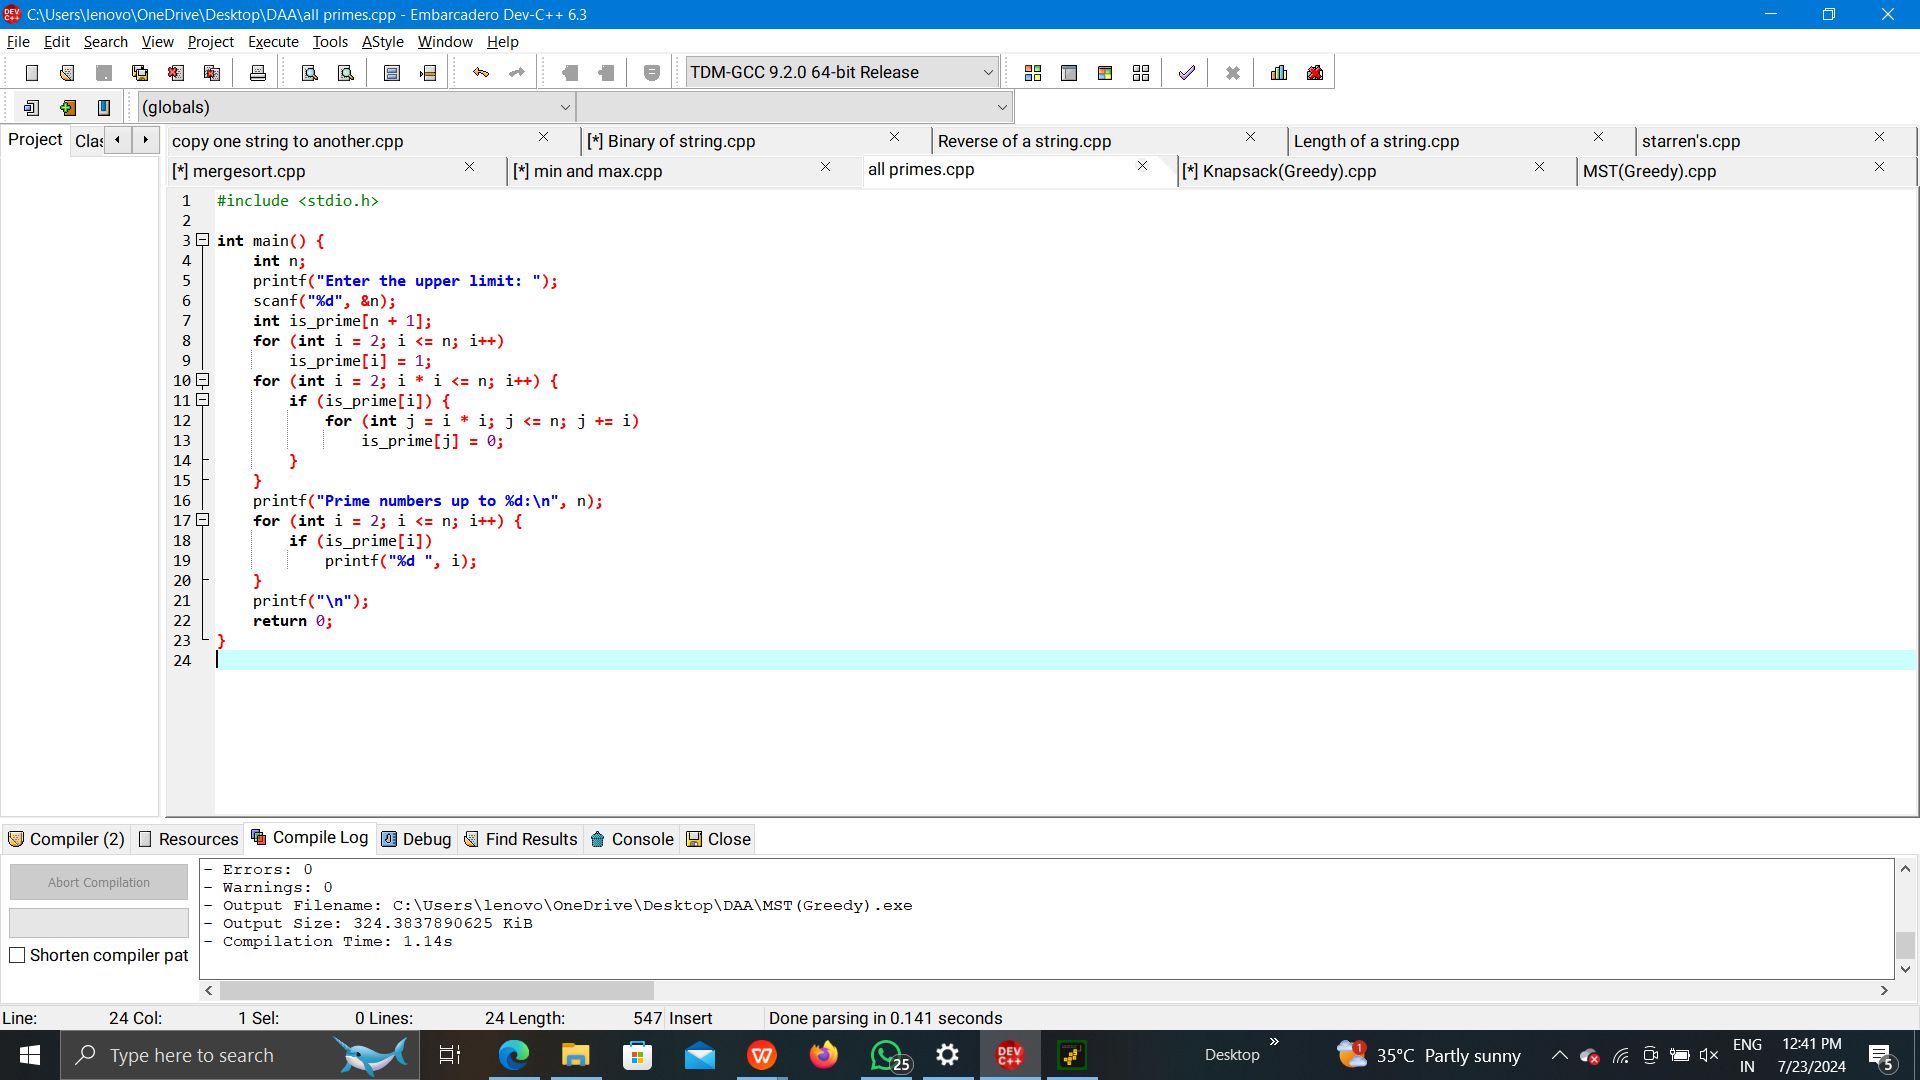 C:\Users\lenovo\OneDrive\Desktop\DAA\all primes.cpp - Embarcadero Dev-C++ 6.3
File Edit Search View Project Execute Tools AStyle Window Help
TDM-GCC 9.2.0 64-bit Release
(globals)
Project Clas
copy one string to another.cpp [*] Binary of string.cpp Reverse of a string.cpp Length of a string.cpp starren's.cpp
[*] mergesort.cpp [*] min and max.cpp all primes.cpp [*] Knapsack(Greedy).cpp MST(Greedy).cpp
1 #include <stdio.h>
2
3 int main() {
4     int n;
5     printf("Enter the upper limit: ");
6     scanf("%d", &n);
7     int is_prime[n + 1];
8     for (int i = 2; i <= n; i++)
9         is_prime[i] = 1;
10     for (int i = 2; i * i <= n; i++) {
11         if (is_prime[i]) {
12             for (int j = i * i; j <= n; j += i)
13                 is_prime[j] = 0;
14         }
15     }
16     printf("Prime numbers up to %d:\n", n);
17     for (int i = 2; i <= n; i++) {
18         if (is_prime[i])
19             printf("%d ", i);
20     }
21     printf("\n");
22     return 0;
23 }
24
Compiler (2) Resources Compile Log Debug Find Results Console Close
Abort Compilation
Shorten compiler pat
- Errors: 0
- Warnings: 0
- Output Filename: C:\Users\lenovo\OneDrive\Desktop\DAA\MST(Greedy).exe
- Output Size: 324.3837890625 KiB
- Compilation Time: 1.14s
Line: 24 Col: 1 Sel: 0 Lines: 24 Length: 547 Insert Done parsing in 0.141 seconds
Type here to search
25
DEV C++
Desktop
1
35°C Partly sunny
ENG
IN
12:41 PM
7/23/2024
5